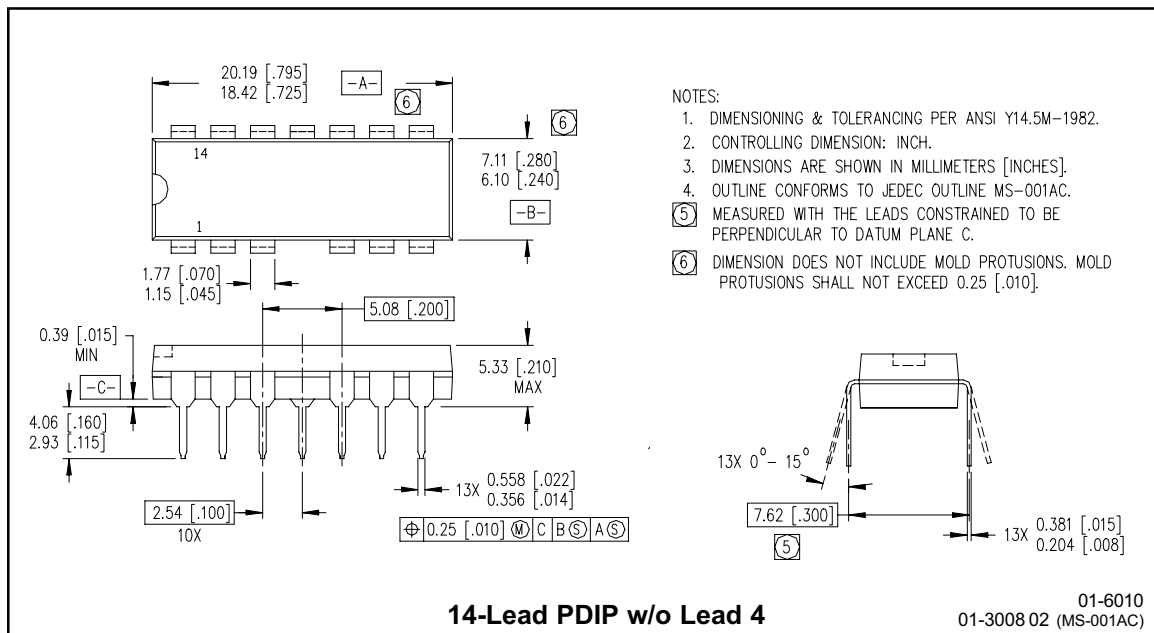 20.19 [.795]
18.42 [.725]
-A-
6
6
14
1
7.11 [.280]
6.10 [.240]
-B-
NOTES:
1. DIMENSIONING & TOLERANCING PER ANSI Y14.5M-1982.
2. CONTROLLING DIMENSION: INCH.
3. DIMENSIONS ARE SHOWN IN MILLIMETERS [INCHES].
4. OUTLINE CONFORMS TO JEDEC OUTLINE MS-001AC.
5 MEASURED WITH THE LEADS CONSTRAINED TO BE
PERPENDICULAR TO DATUM PLANE C.
6 DIMENSION DOES NOT INCLUDE MOLD PROTUSIONS. MOLD
PROTUSIONS SHALL NOT EXCEED 0.25 [.010].
1.77 [.070]
1.15 [.045]
5.08 [.200]
0.39 [.015]
MIN
-C-
5.33 [.210]
MAX
4.06 [.160]
2.93 [.115]
2.54 [.100]
10X
13X 0.558 [.022]
0.356 [.014]
⌖ 0.25 [.010] Ⓜ C B Ⓢ A Ⓢ
13X 0°- 15°
7.62 [.300]
5
13X 0.381 [.015]
0.204 [.008]
14-Lead PDIP w/o Lead 4
01-6010
01-3008 02 (MS-001AC)